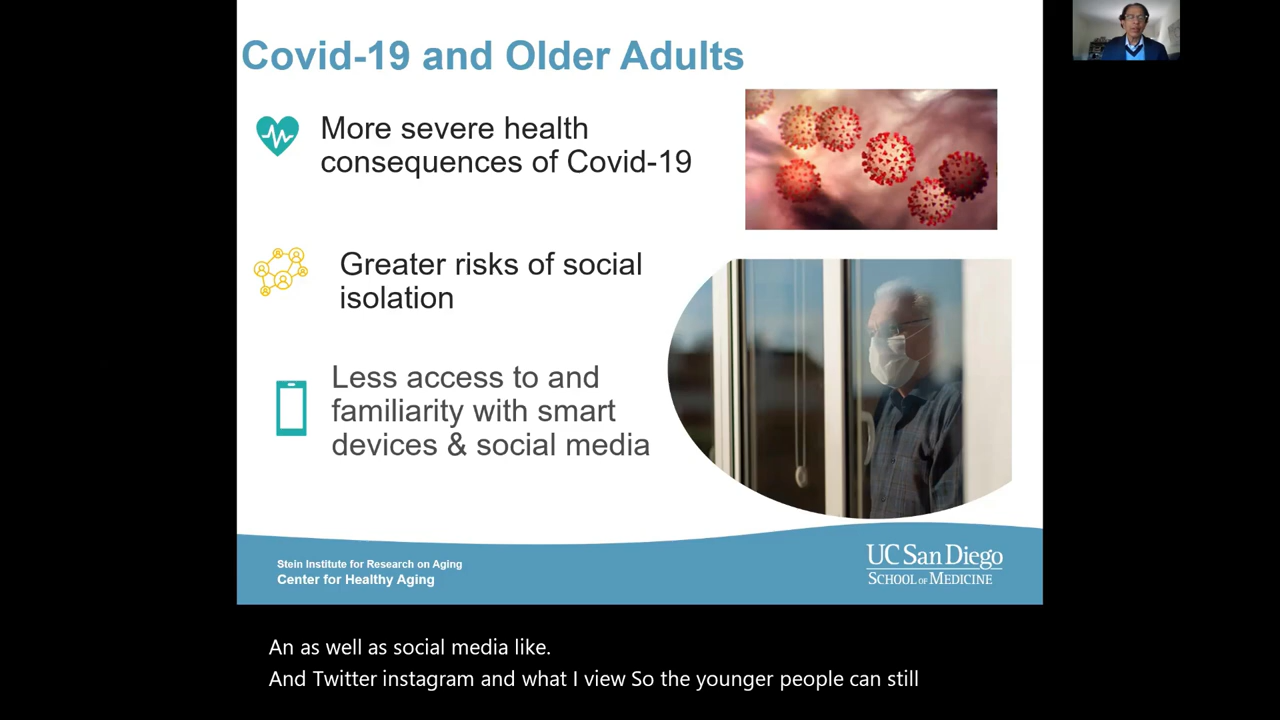 Covid-19 and Older Adults
More severe health
consequences of Covid-19
Greater risks of social
isolation
Less access to and
familiarity with smart
devices & social media
Stein Institute for Research on Aging
Center for Healthy Aging
UC San Diego
SCHOOL OF MEDICINE
An as well as social media like.
And Twitter instagram and what I view So the younger people can still